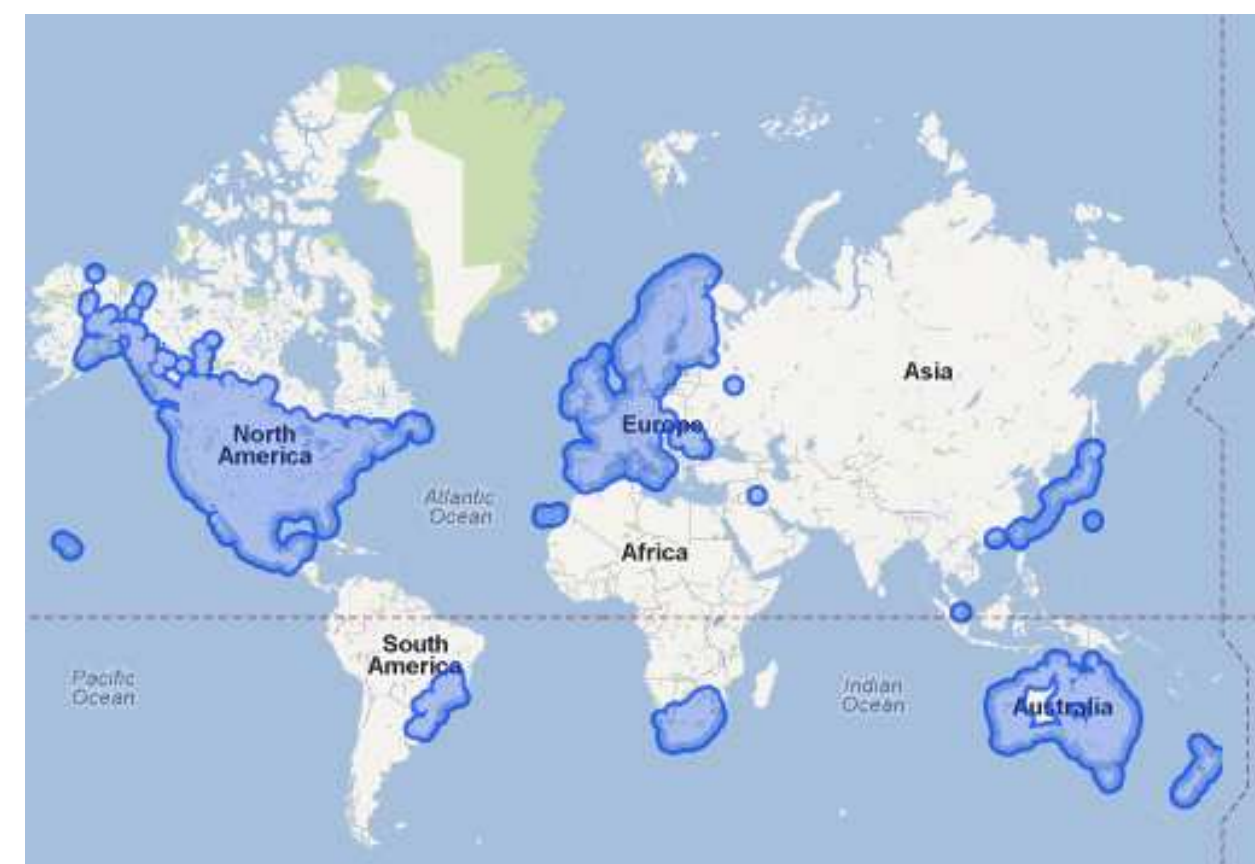 Asia
Europe
North
America
Atlantic
Ocean
Africa
South
America
Pacific
Ocean
Indian
Ocean
Australia